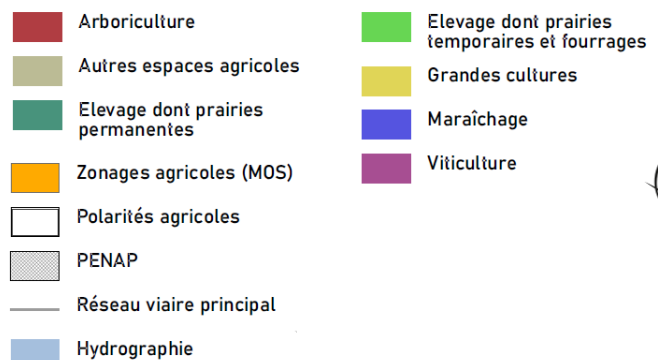 Arboriculture
Autres espaces agricoles
Elevage dont prairies
permanentes
Zonages agricoles (MOS)
Polarités agricoles
PENAP
Réseau viaire principal
Hydrographie
Elevage dont prairies
temporaires et fourrages
Grandes cultures
Maraîchage
Viticulture